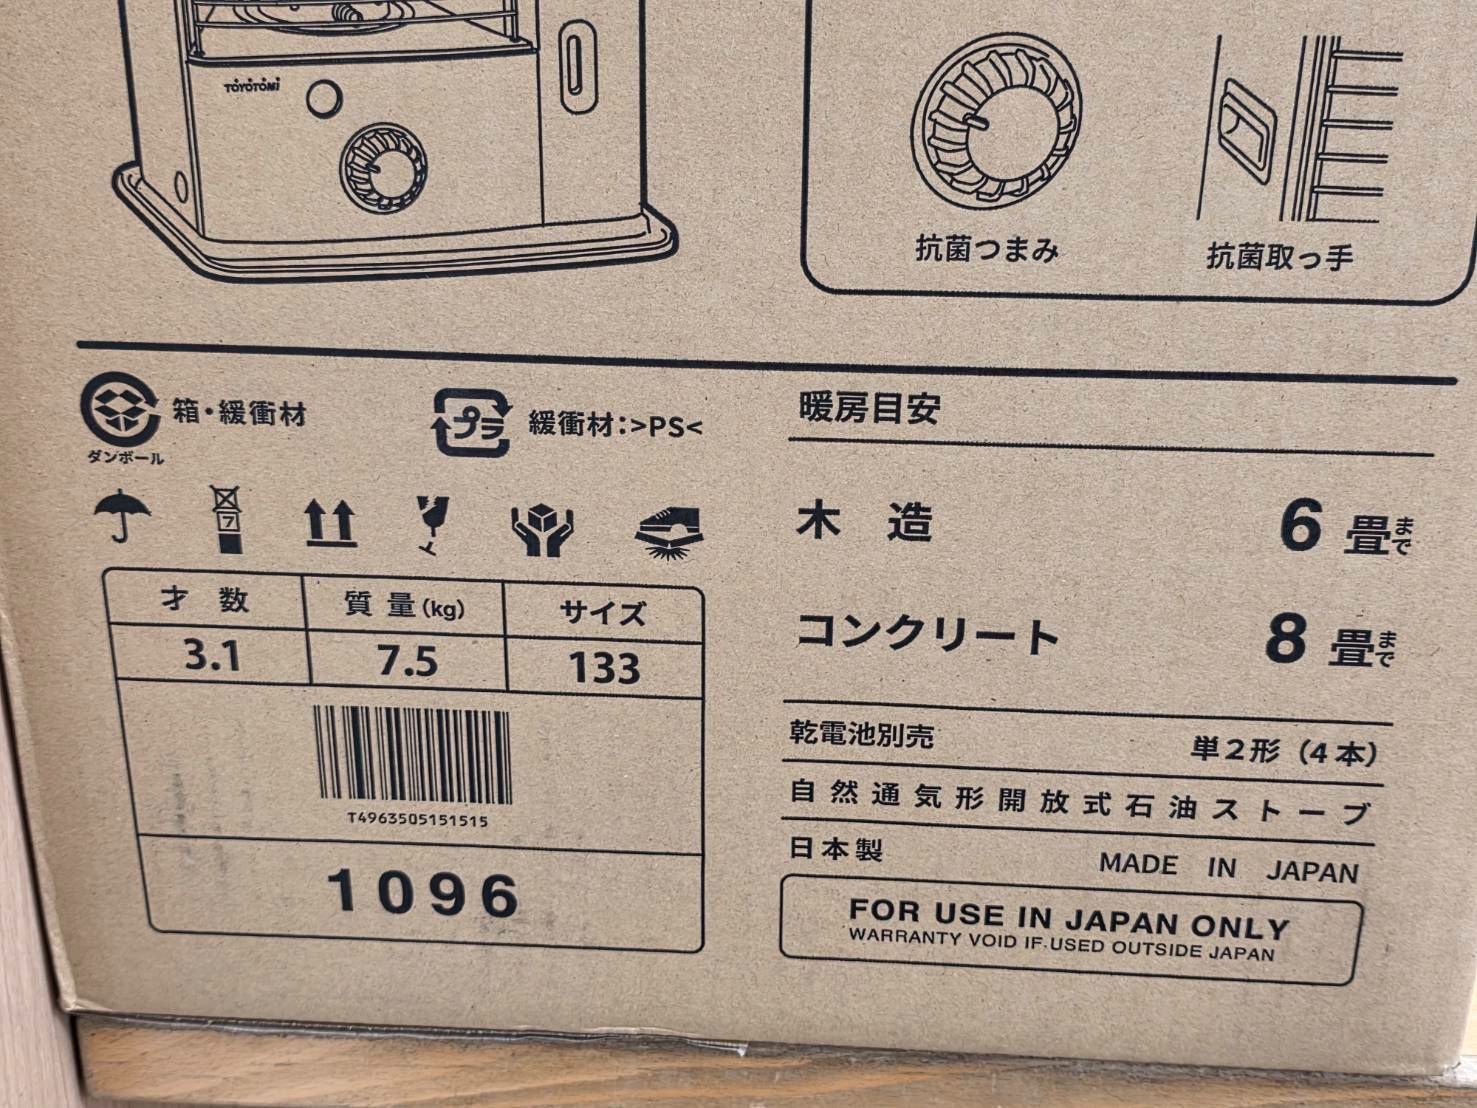 TOYOTOMI
抗菌つまみ
抗菌取っ手
箱・緩衝材
ダンボール
プラ
緩衝材:>PS<
7
才 数
質 量(kg)
サイズ
3.1
7.5
133
T4963505151515
1096
暖房目安
木 造 6 畳まで
コンクリート 8 畳まで
乾電池別売 単2形(4本)
自然通気形開放式石油ストーブ
日本製 MADE IN JAPAN
FOR USE IN JAPAN ONLY
WARRANTY VOID IF USED OUTSIDE JAPAN